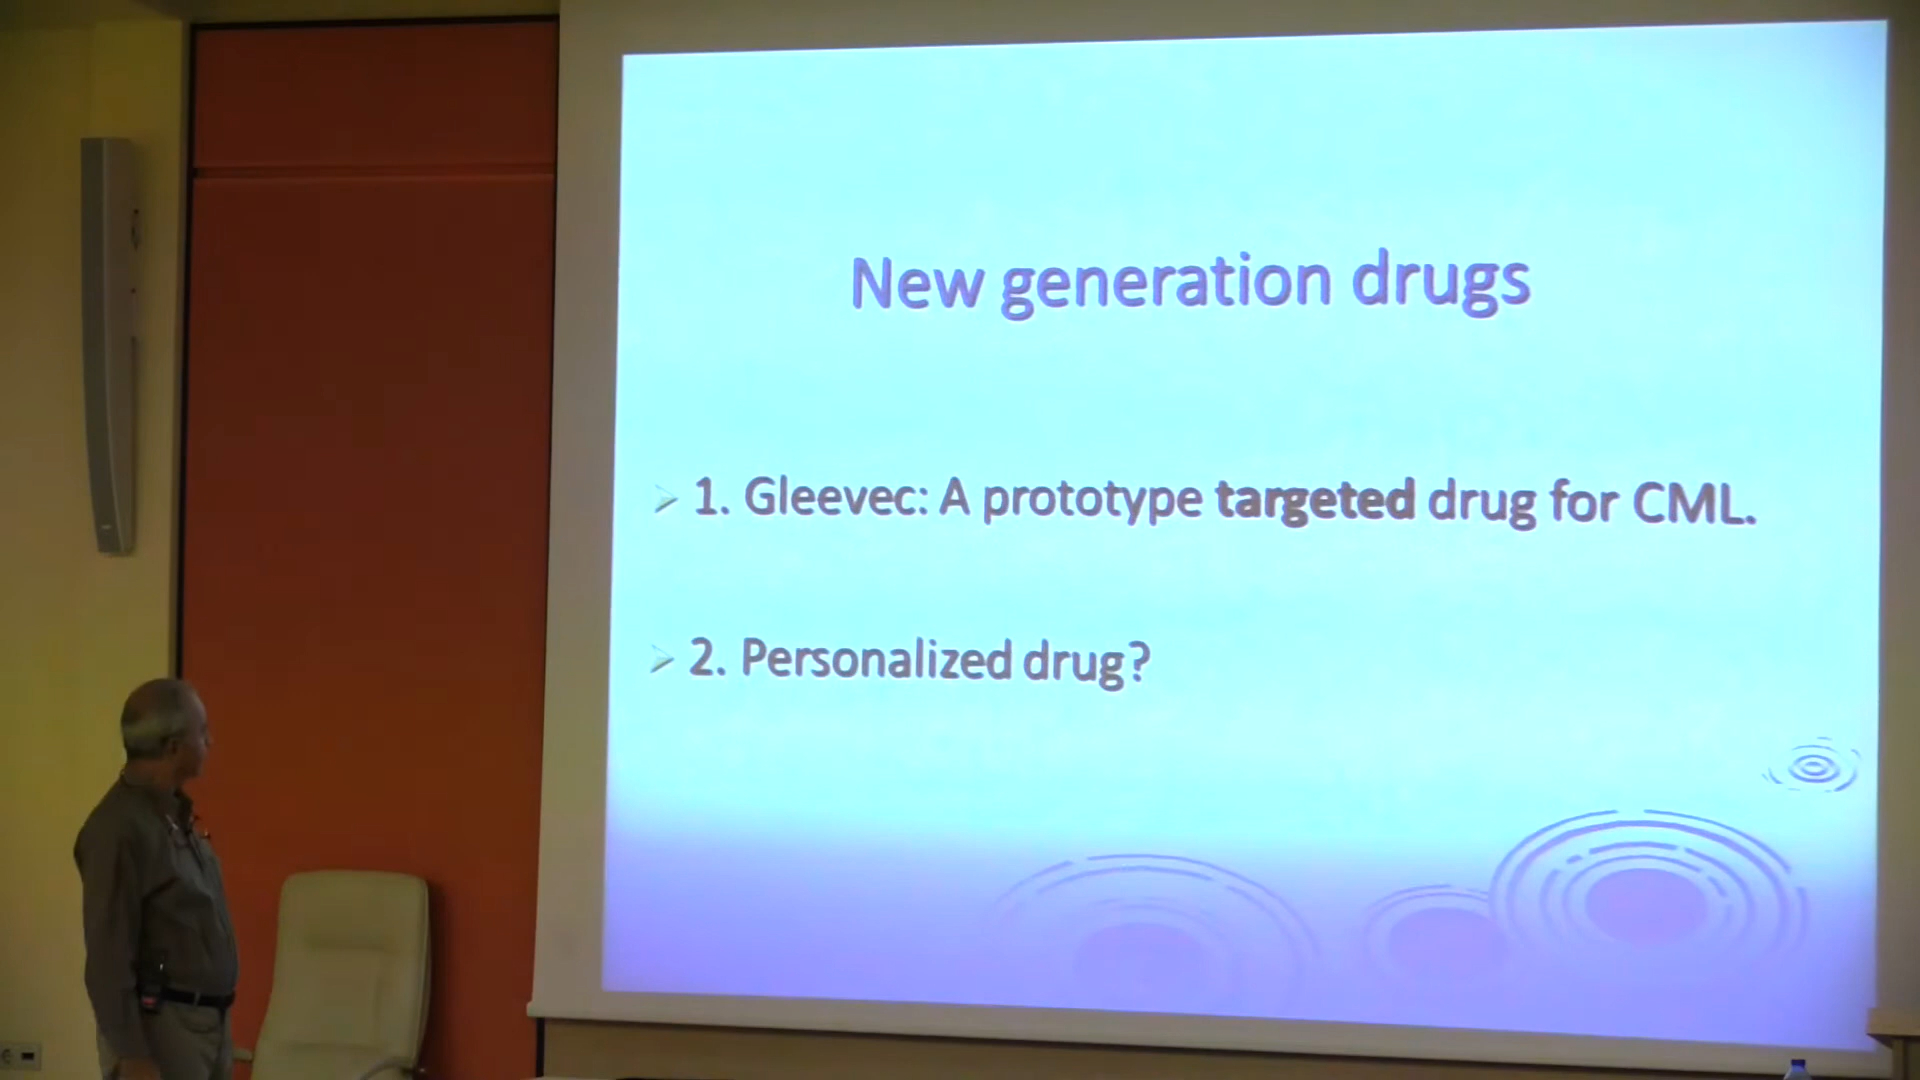 New generation drugs
1. Gleevec: A prototype targeted drug for CML.
2. Personalized drug?